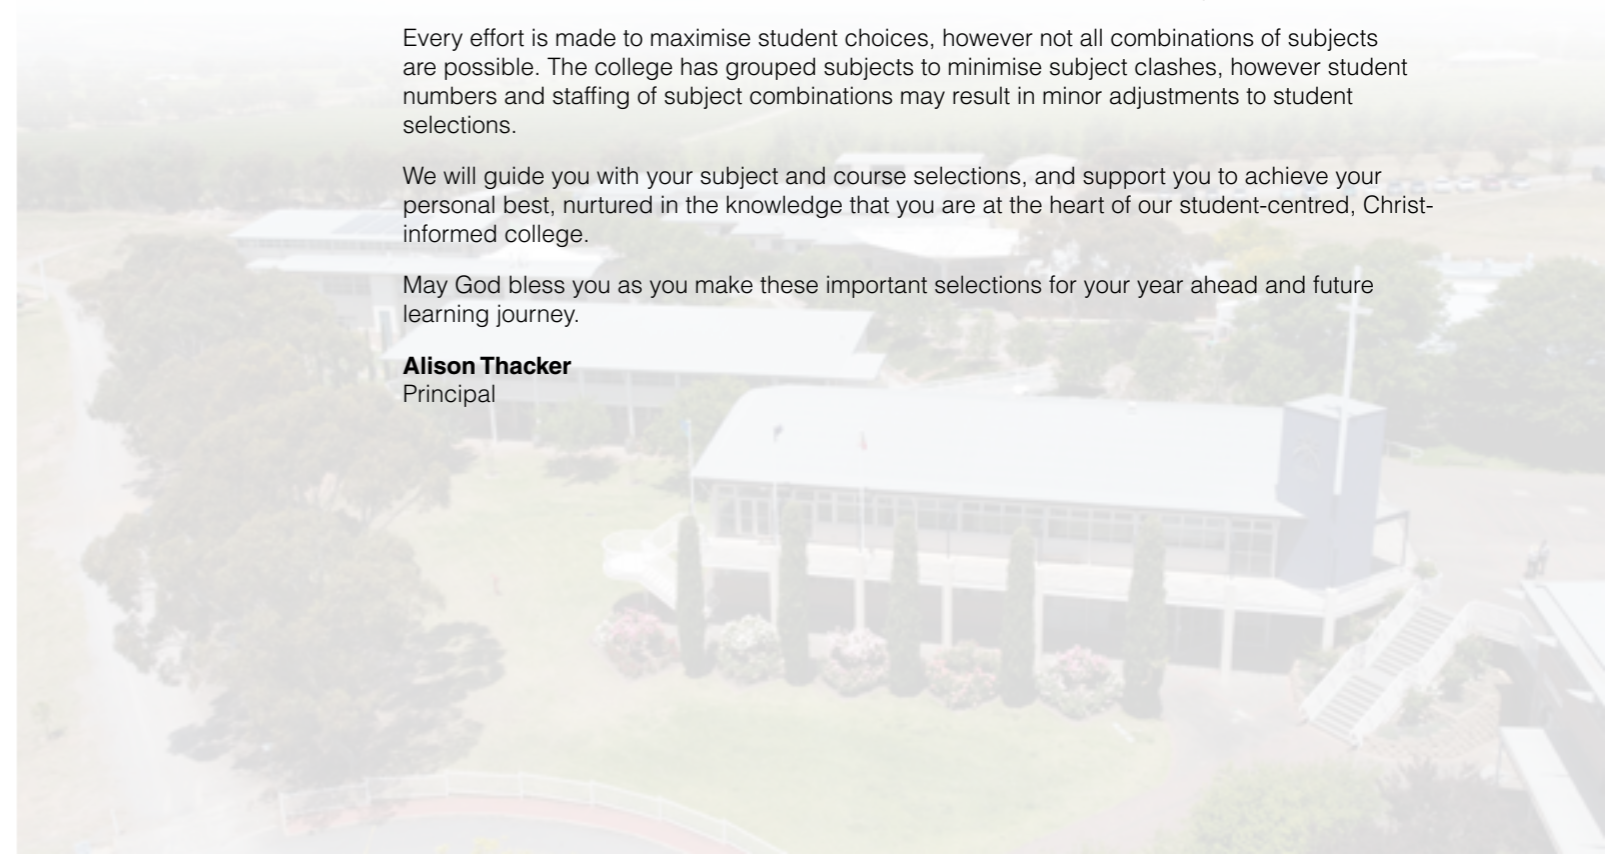 Every effort is made to maximise student choices, however not all combinations of subjects
are possible. The college has grouped subjects to minimise subject clashes, however student
numbers and staffing of subject combinations may result in minor adjustments to student
selections.
We will guide you with your subject and course selections, and support you to achieve your
personal best, nurtured in the knowledge that you are at the heart of our student-centred, Christ-
informed college.
May God bless you as you make these important selections for your year ahead and future
learning journey.
Alison Thacker
Principal